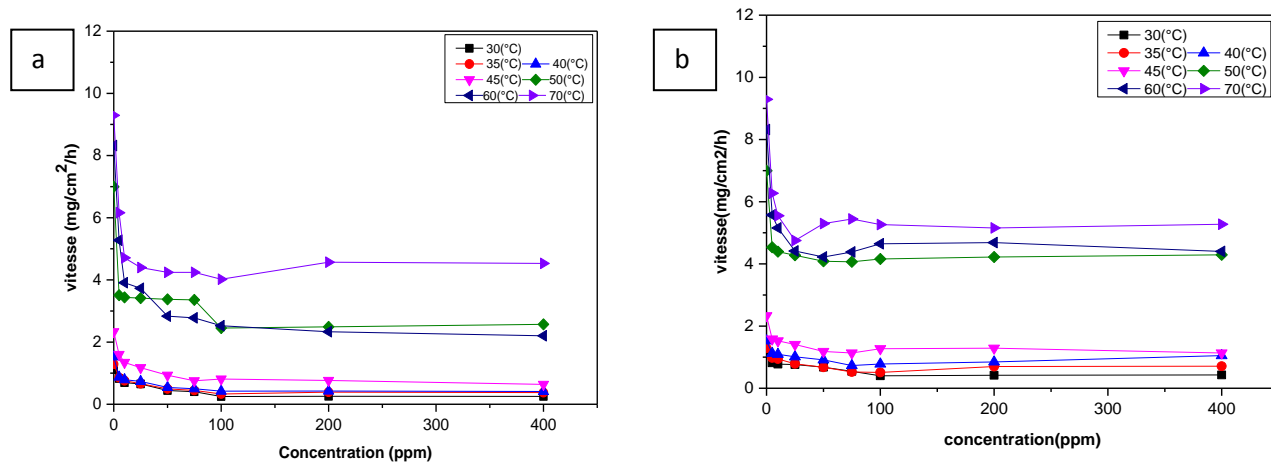 a
vitesse (mg/cm²/h)
12
10
8
6
4
2
0
30(°C)
35(°C) 40(°C)
45(°C) 50(°C)
60(°C) 70(°C)
0 100 200 300 400
Concentration (ppm)
b
vitesse(mg/cm2/h)
12
10
8
6
4
2
0
30(°C)
35(°C) 40(°C)
45(°C) 50(°C)
60(°C) 70(°C)
0 100 200 300 400
concentration(ppm)